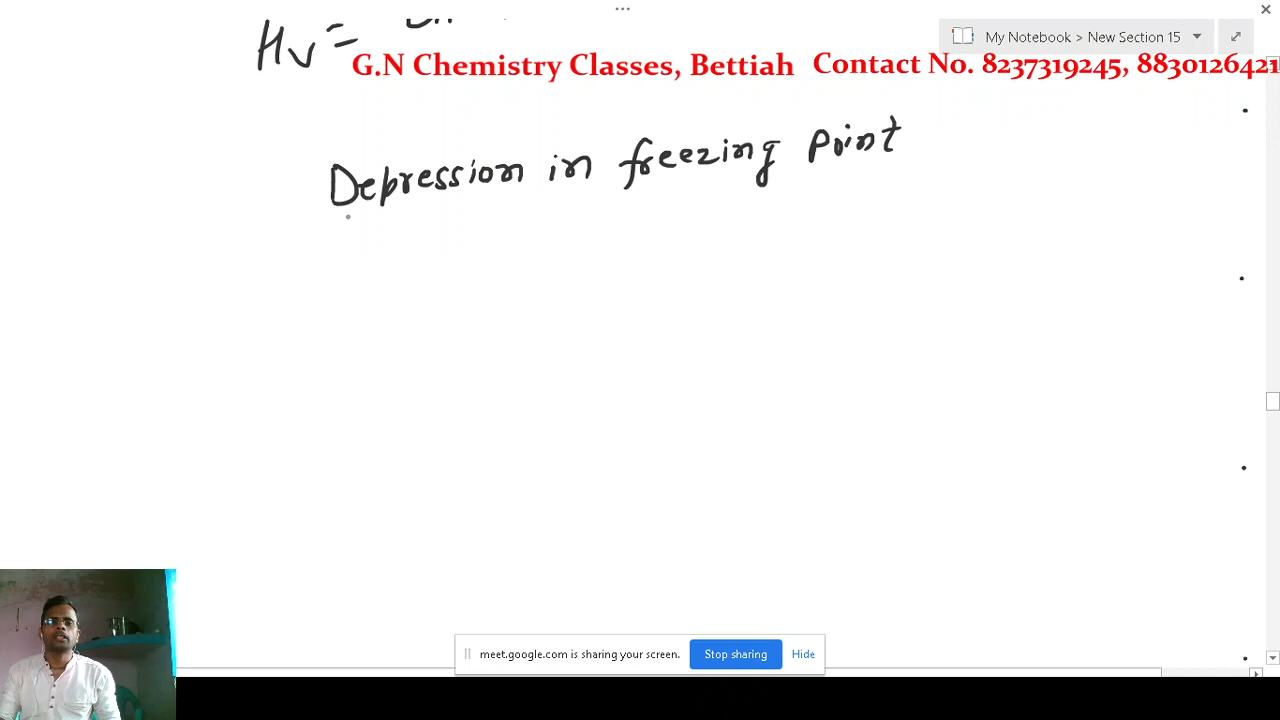 My Notebook > New Section 15
Hv =
G.N Chemistry Classes, Bettiah Contact No. 8237319245, 8830126421
Depression in freezing Point
meet.google.com is sharing your screen. Stop sharing Hide